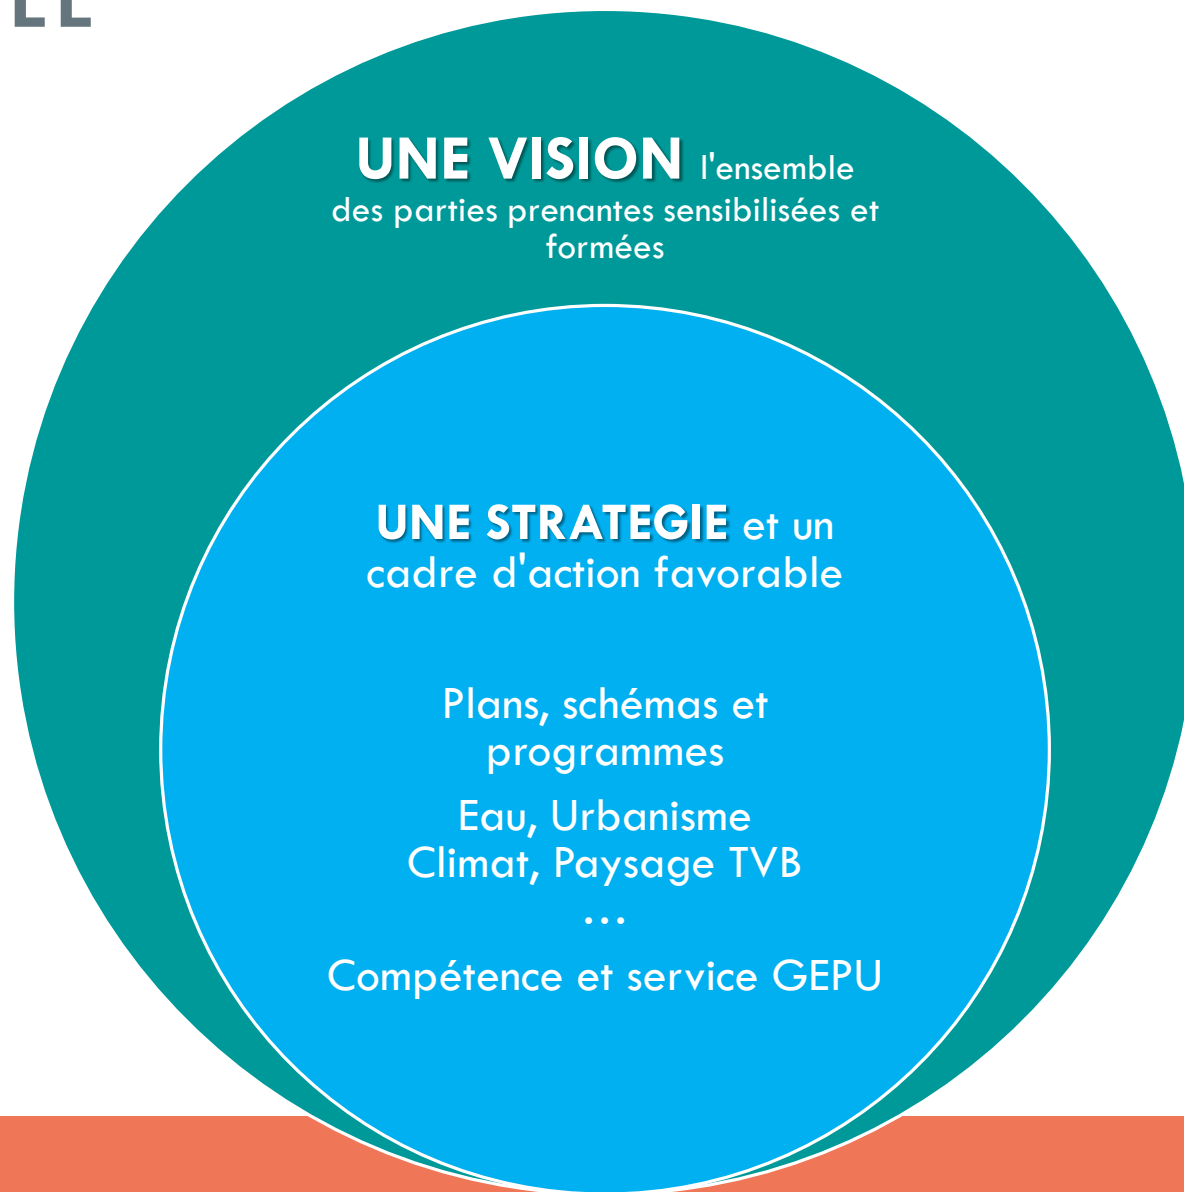 UNE VISION l'ensemble
des parties prenantes sensibilisées et
formées
UNE STRATEGIE et un
cadre d'action favorable
Plans, schémas et
programmes
Eau, Urbanisme
Climat, Paysage TVB
...
Compétence et service GEPU